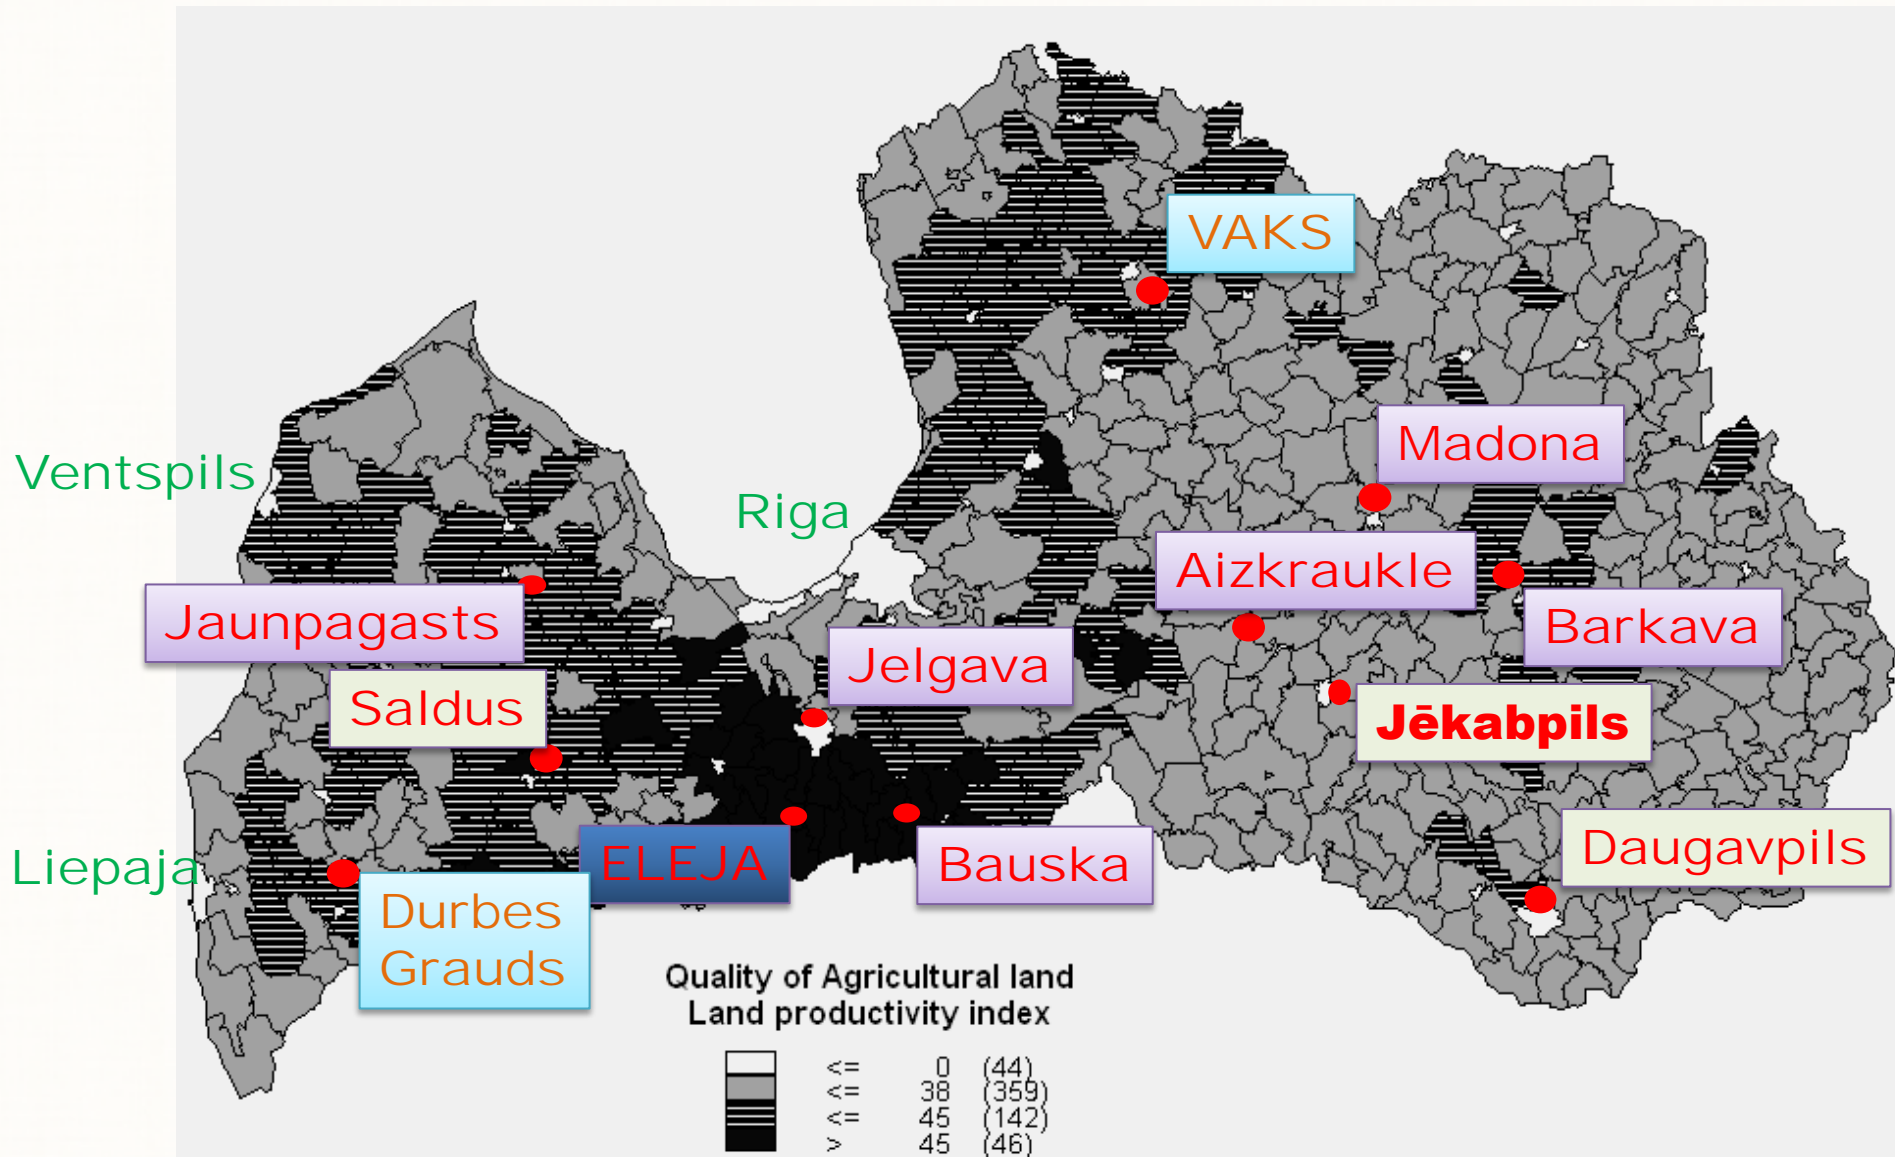 VAKS
Madona
Ventspils
Riga
Aizkraukle
Jaunpagasts
Barkava
Jelgava
Saldus
Jēkabpils
Daugavpils
Liepaja
ELEJA
Bauska
Durbes
Grauds
Quality of Agricultural land
Land productivity index
<= 0 (44)
<= 38 (359)
<= 45 (142)
> 45 (46)